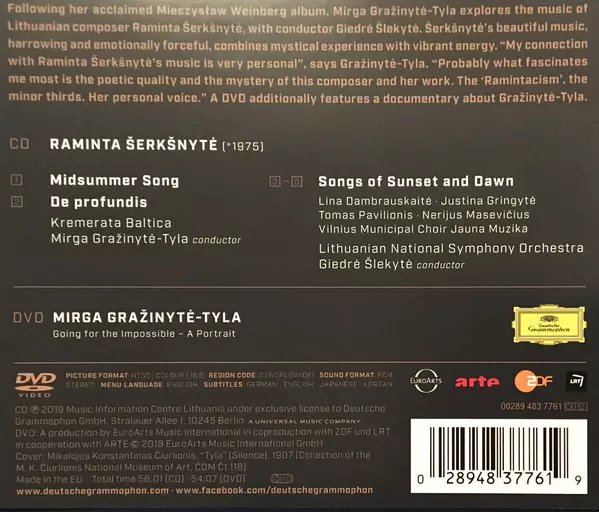 Following her acclaimed Mieczysław Weinberg album, Mirga Gražinytė-Tyla explores the music of
Lithuanian composer Raminta Šerkšnytė, with conductor Giedrė Šlekytė. Šerkšnytė's beautiful music,
harrowing and emotionally forceful, combines mystical experience with vibrant energy. “My connection
with Raminta Šerkšnytė's music is very personal”, says Gražinytė-Tyla. “Probably what fascinates
me most is the poetic quality and the mystery of this composer and her work. The ‘Ramintacism’, the
minor thirds. Her personal voice.” A DVD additionally features a documentary about Gražinytė-Tyla.
CD RAMINTA ŠERKŠNYTĖ (*1975)
1 Midsummer Song
2 De profundis
Kremerata Baltica
Mirga Gražinytė-Tyla conductor
Songs of Sunset and Dawn
Lina Dambrauskaitė · Justina Gringytė
Tomas Pavilionis · Nerijus Masevičius
Vilnius Municipal Choir Jauna Muzika
Lithuanian National Symphony Orchestra
Giedrė Šlekytė conductor
DVD MIRGA GRAŽINYTĖ-TYLA
Going for the Impossible – A Portrait
Deutsche
Grammophon
DVD
VIDEO
PICTURE FORMAT: NTSC | COLOUR | 16:9 REGION CODE: 0 (WORLDWIDE) SOUND FORMAT: PCM
STEREO MENU LANGUAGE: ENGLISH SUBTITLES: GERMAN ENGLISH JAPANESE KOREAN
EUROARTS
arte
ZDF
LRT
00289 483 7761
CD ℗ 2019 Music Information Centre Lithuania under exclusive license to Deutsche
Grammophon GmbH, Stralauer Allee 1, 10245 Berlin A UNIVERSAL MUSIC COMPANY
DVD: A production by EuroArts Music International in coproduction with ZDF und LRT
in cooperation with ARTE © 2018 EuroArts Music International GmbH
Cover: Mikalojus Konstantinas Čiurlionis, “Tyla” (Silence), 1907 (Collection of the
M. K. Čiurlionis National Museum of Art, ČDM Čt 116)
Made in the EU Total time 56:01 (CD) 54:07 (DVD)
www.deutschegrammophon.com · www.facebook.com/deutschegrammophon
0 28948 37761 9